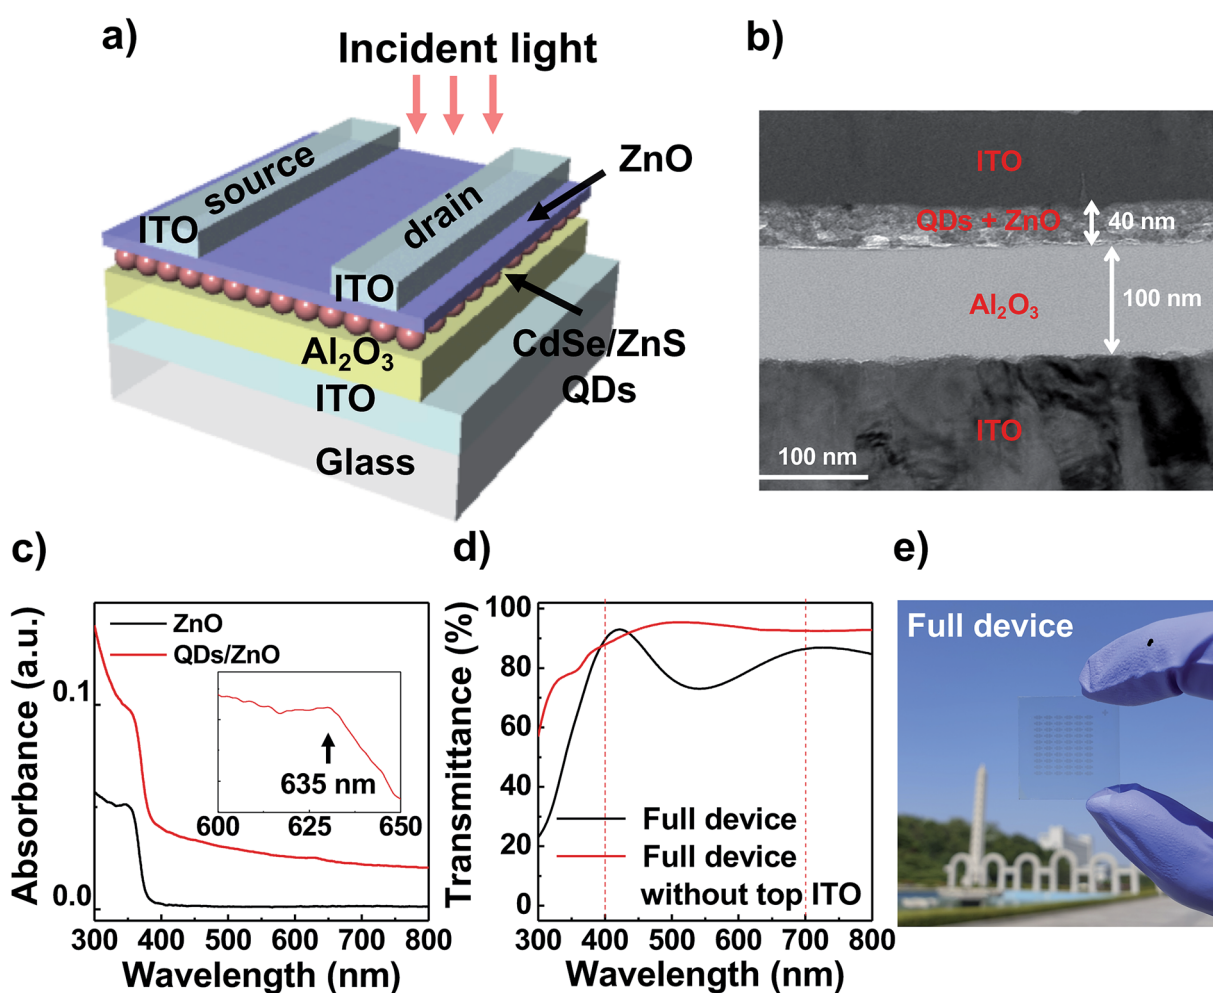 a)
Incident light
source
drain
ZnO
ITO
ITO
Al₂O₃
CdSe/ZnS
QDs
ITO
Glass
b)
ITO
QDs + ZnO
40 nm
Al₂O₃
100 nm
ITO
100 nm
c)
Absorbance (a.u.)
0.1
0.0
ZnO
QDs/ZnO
635 nm
600 625 650
300 400 500 600 700 800
Wavelength (nm)
d)
Transmittance (%)
100
80
60
40
20
0
Full device
Full device
without top ITO
300 400 500 600 700 800
Wavelength (nm)
e)
Full device